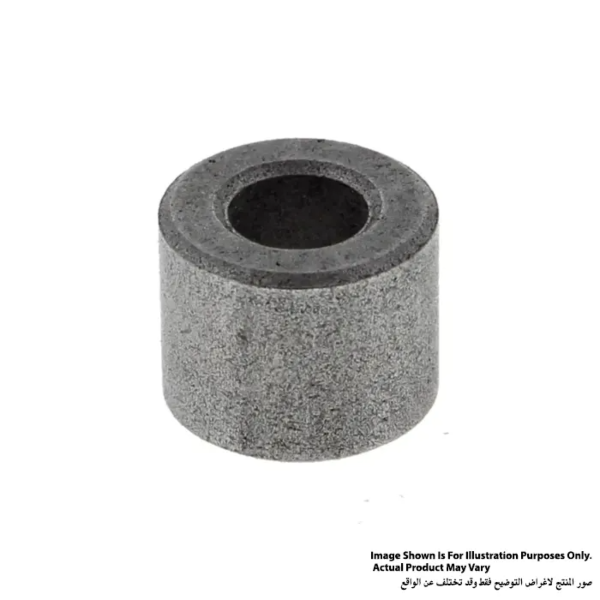 Image Shown Is For Illustration Purposes Only.
Actual Product May Vary
صور المنتج لاغراض التوضيح فقط وقد تختلف عن الواقع